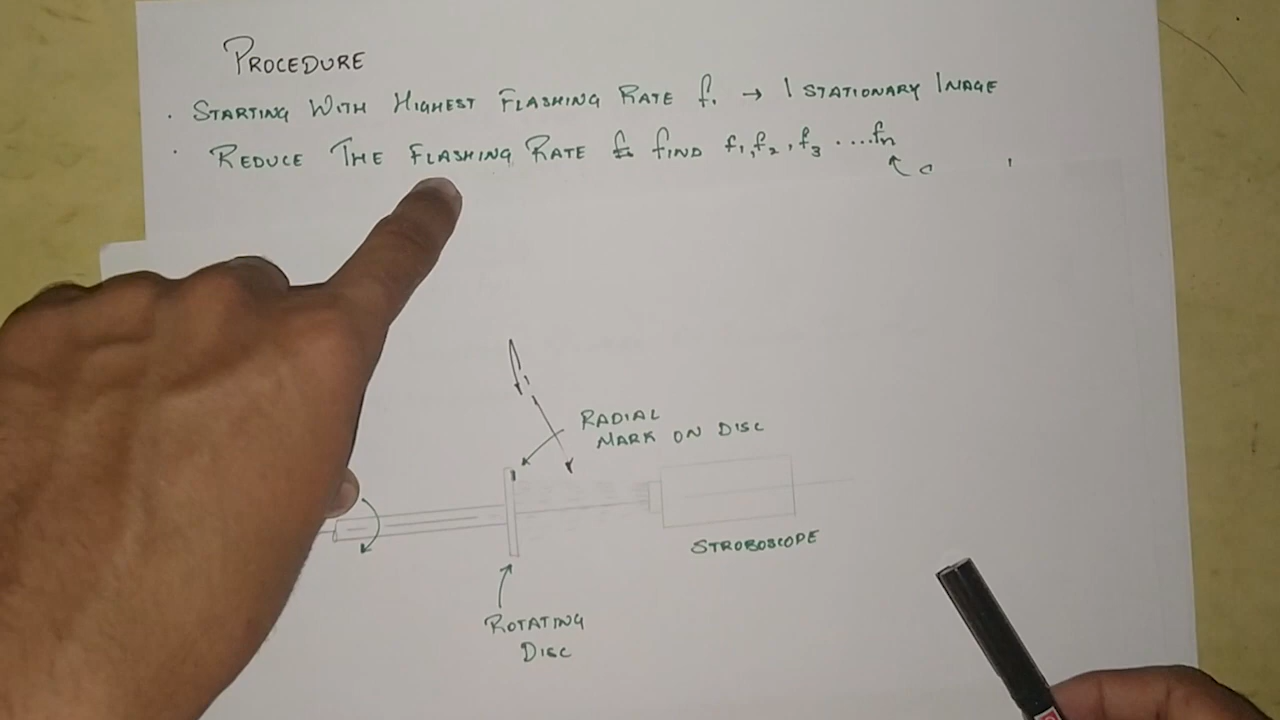 PROCEDURE
· STARTING WITH HIGHEST FLASHING RATE f₁ → 1 STATIONARY IMAGE
· REDUCE THE FLASHING RATE & FIND f₁, f₂, f₃ ....fn
RADIAL
MARK ON DISC
STROBOSCOPE
ROTATING
DISC